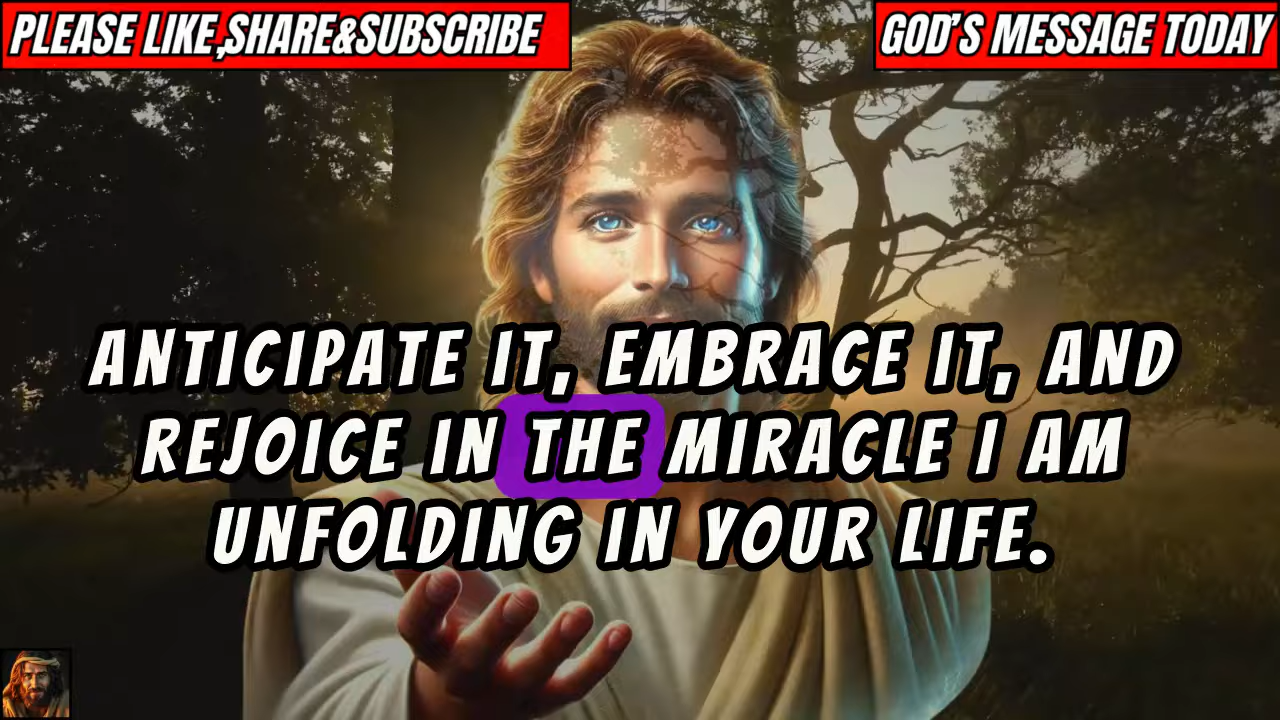 PLEASE LIKE,SHARE&SUBSCRIBE
GOD'S MESSAGE TODAY
ANTICIPATE IT, EMBRACE IT, AND
REJOICE IN THE MIRACLE I AM
UNFOLDING IN YOUR LIFE.